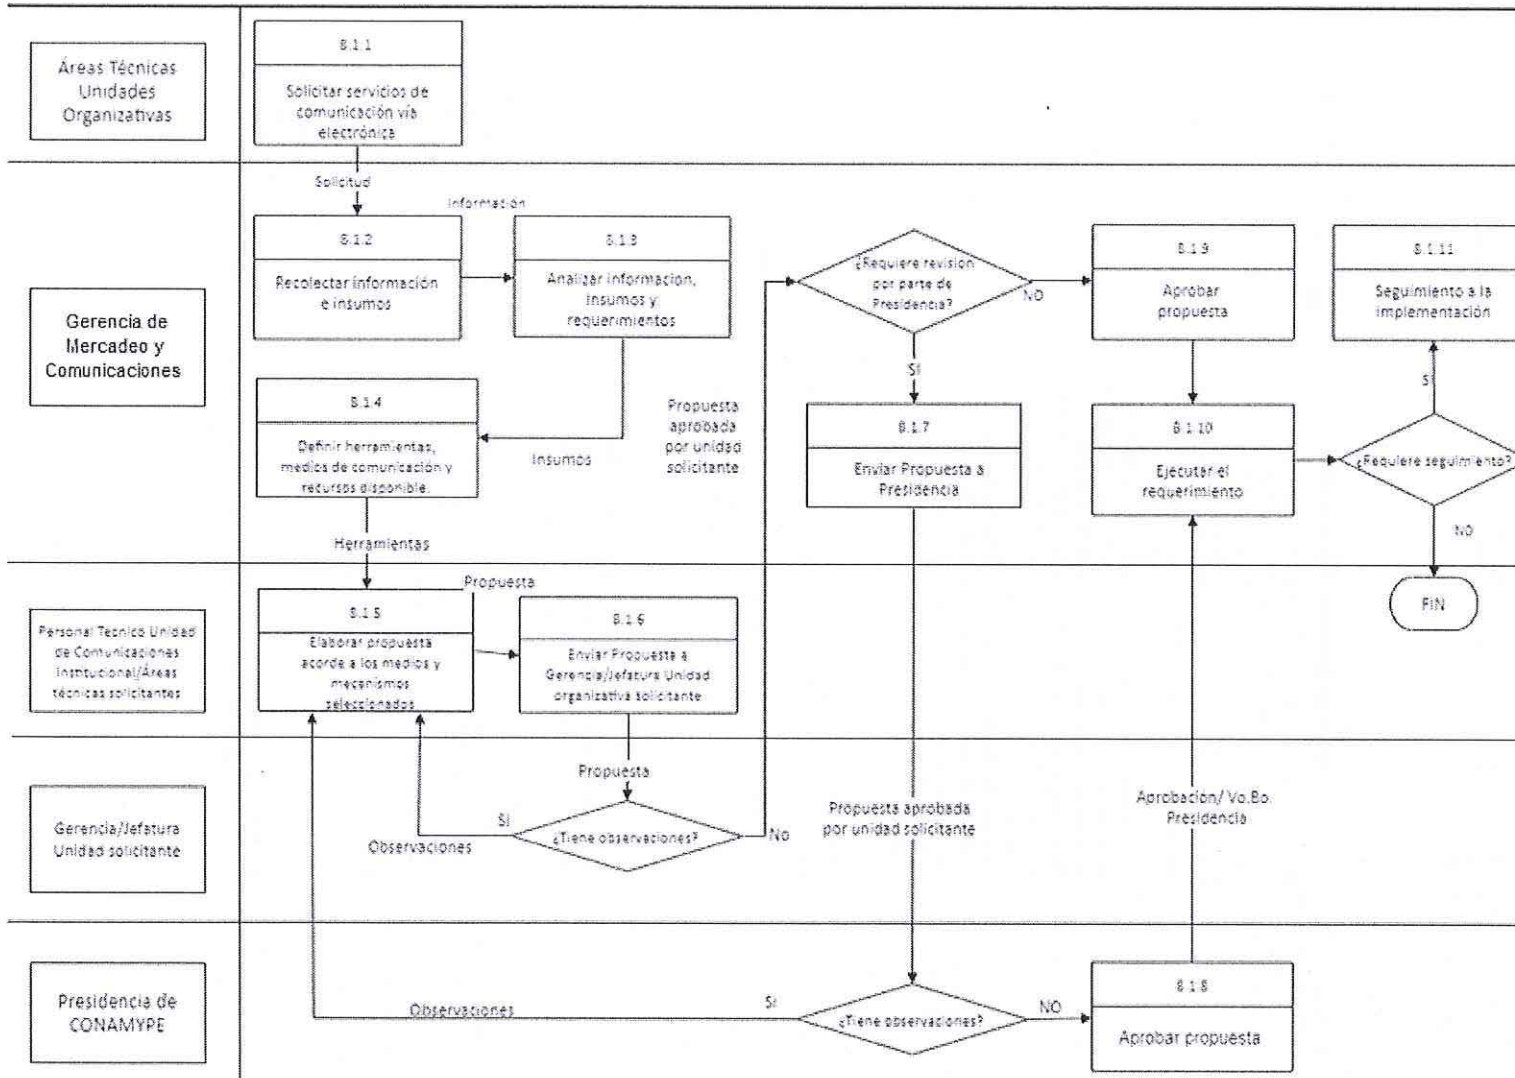 Áreas Técnicas
Unidades
Organizativas
8.1.1
Solicitar servicios de
comunicación vía
electrónica
Solicitud
Gerencia de
Mercadeo y
Comunicaciones
8.1.2
Recolectar información
e insumos
Información
8.1.3
Analizar informacion,
insumos y
requerimientos
Insumos
8.1.4
Definir herramientas,
medios de comunicación y
recursos disponible.
Herramientas
Propuesta
aprobada
por unidad
solicitante
¿Requiere revision
por parte de
Presidencia?
NO
SI
8.1.7
Enviar Propuesta a
Presidencia
8.1.9
Aprobar
propuesta
8.1.10
Ejecutar el
requerimiento
8.1.11
Seguimiento a la
implementación
SI
¿Requiere seguimiento?
NO
FIN
Personal Tecnico Unidad
de Comunicaciones
Institucional/Áreas
técnicas solicitantes
8.1.5
Elaborar propuesta
acorde a los medios y
mecanismos
seleccionados
Propuesta
8.1.6
Enviar Propuesta a
Gerencia/Jefatura Unidad
organizativa solicitante
Gerencia/Jefatura
Unidad solicitante
Propuesta
SI
¿Tiene observaciones?
No
Observaciones
Propuesta aprobada
por unidad solicitante
Aprobación/ Vo.Bo.
Presidencia
Presidencia de
CONAMYPE
Observaciones
SI
¿Tiene observaciones?
NO
8.1.8
Aprobar propuesta